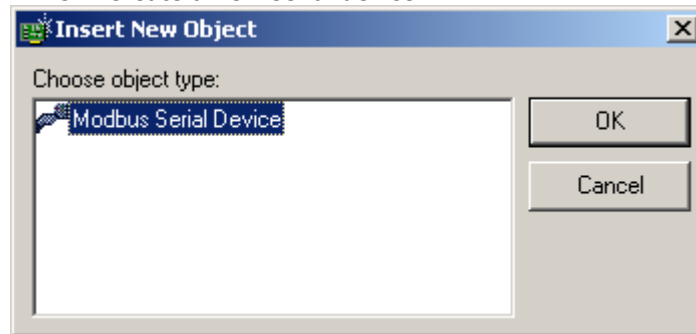 Insert New Object
Choose object type:
Modbus Serial Device
OK
Cancel